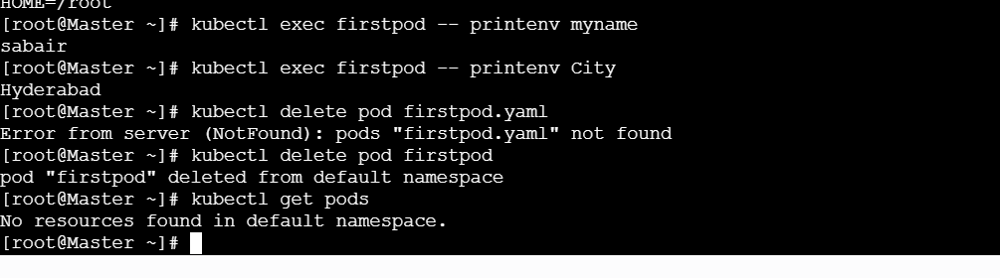 HOME=/root
[root@Master ~]# kubectl exec firstpod -- printenv myname
sabair
[root@Master ~]# kubectl exec firstpod -- printenv City
Hyderabad
[root@Master ~]# kubectl delete pod firstpod.yaml
Error from server (NotFound): pods "firstpod.yaml" not found
[root@Master ~]# kubectl delete pod firstpod
pod "firstpod" deleted from default namespace
[root@Master ~]# kubectl get pods
No resources found in default namespace.
[root@Master ~]#